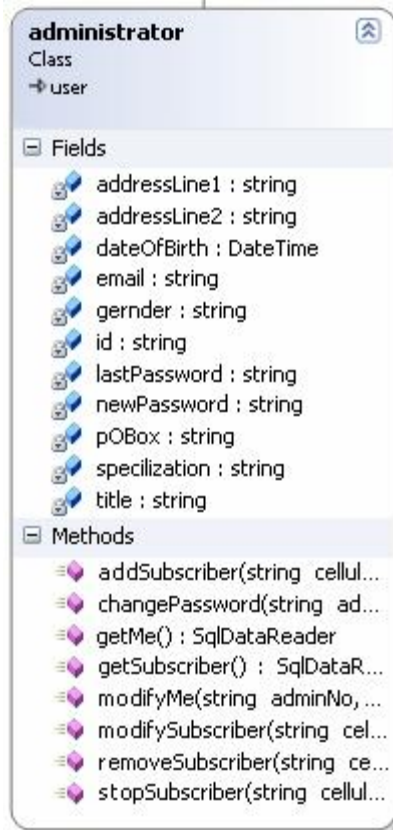 administrator
Class
user
Fields
addressLine1 : string
addressLine2 : string
dateOfBirth : DateTime
email : string
gernder : string
id : string
lastPassword : string
newPassword : string
pOBox : string
specilization : string
title : string
Methods
addSubscriber(string cellul...
changePassword(string ad...
getMe() : SqlDataReader
getSubscriber() : SqlDataR...
modifyMe(string adminNo, ...
modifySubscriber(string cel...
removeSubscriber(string ce...
stopSubscriber(string cellul...